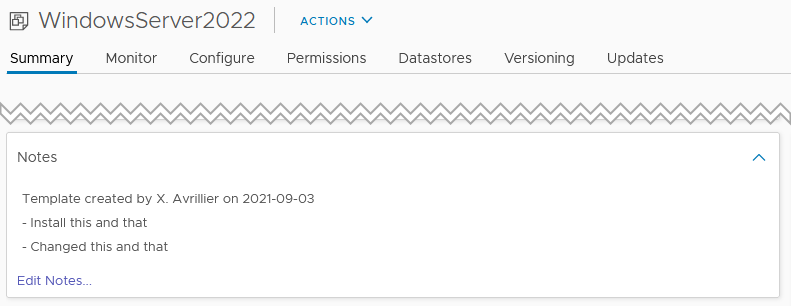 WindowsServer2022 ACTIONS
Summary Monitor Configure Permissions Datastores Versioning Updates
Notes
Template created by X. Avrillier on 2021-09-03
- Install this and that
- Changed this and that
Edit Notes...